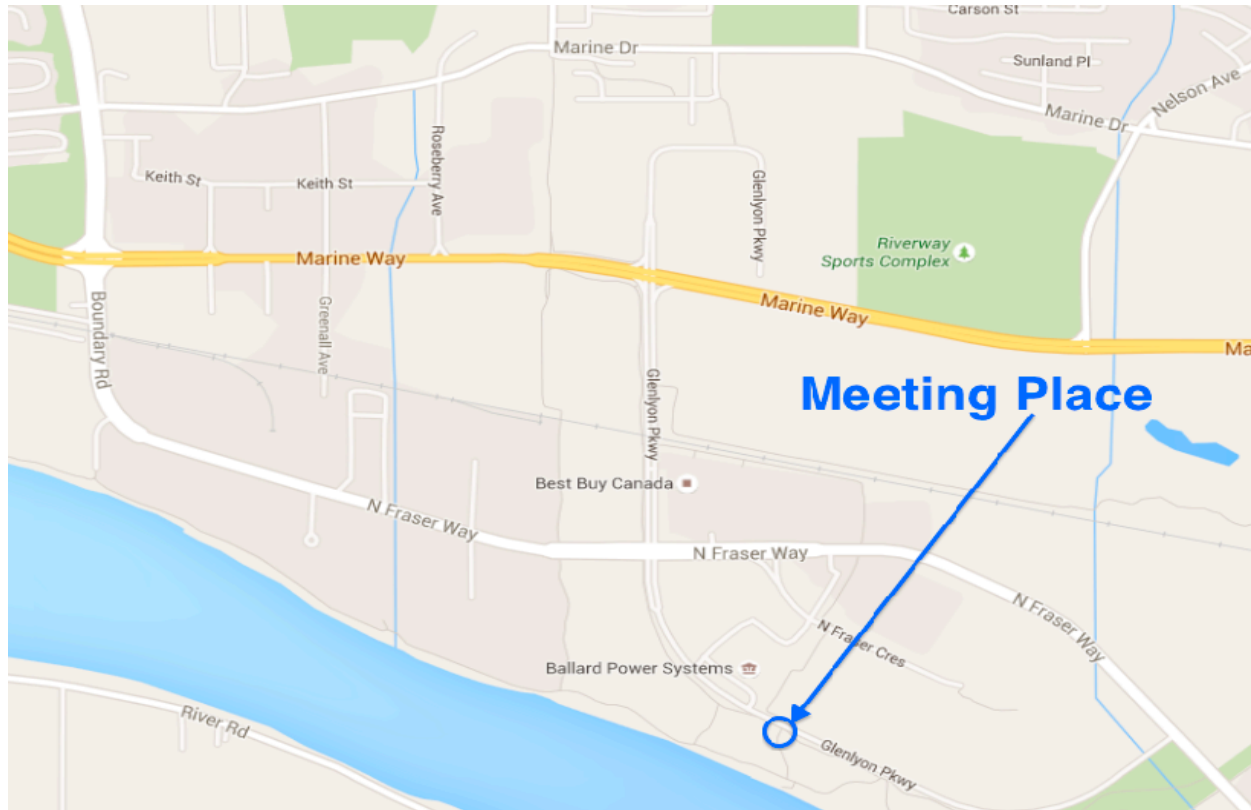 Carson St
Marine Dr
Sunland Pl
Nelson Ave
Marine Dr
Roseberry Ave
Keith St
Keith St
Glenlyon Pkwy
Riverway
Sports Complex
Marine Way
Marine Way
Boundary Rd
Greenall Ave
Ma
Glenlyon Pkwy
Meeting Place
Best Buy Canada
N Fraser Way
N Fraser Way
N Fraser Way
N Fraser Cres
Ballard Power Systems
River Rd
Glenlyon Pkwy